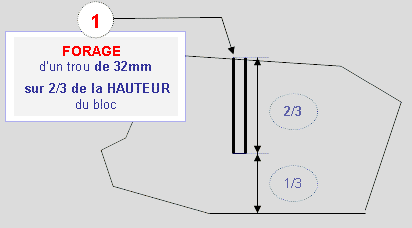 1
FORAGE
d'un trou de 32mm
sur 2/3 de la HAUTEUR
du bloc
2/3
1/3